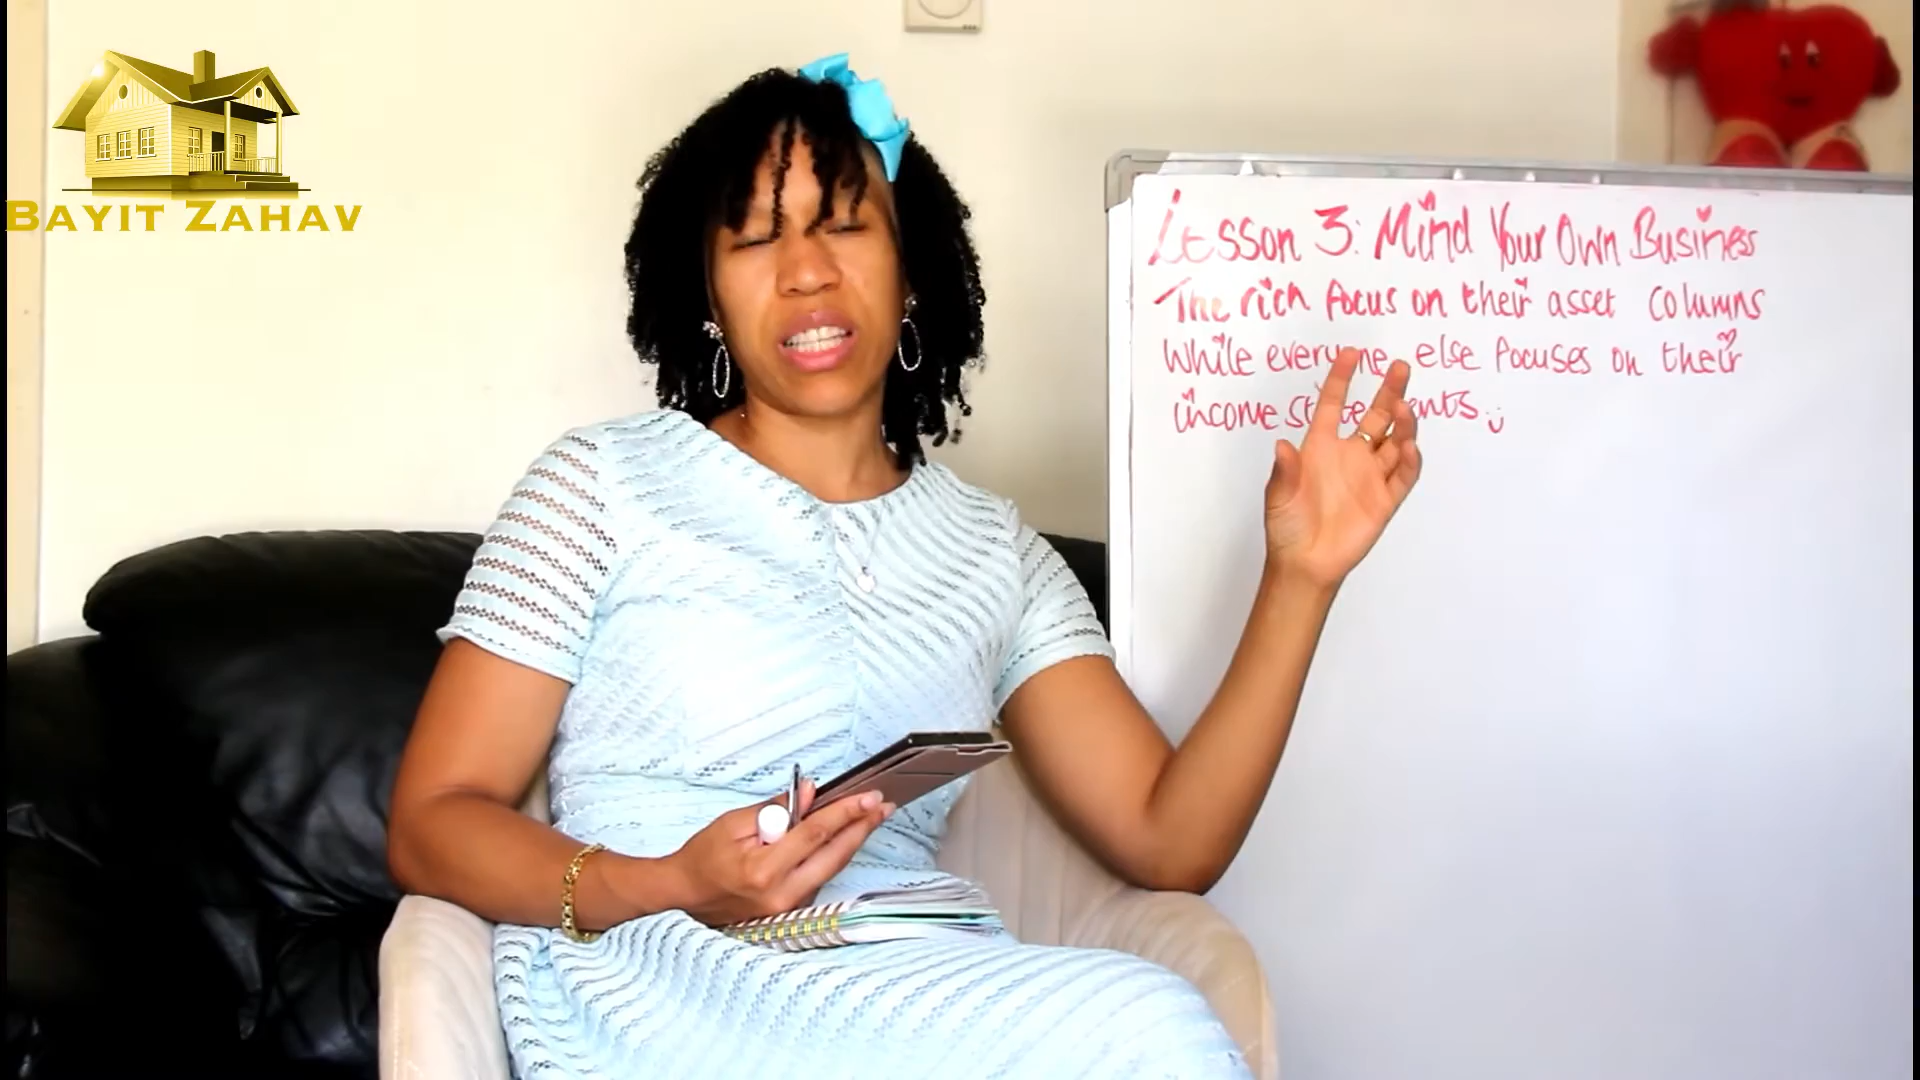 BAYIT ZAHAV
Lesson 3: Mind Your Own Business
The rich focus on their asset columns
While everyone else focuses on their
income statements.